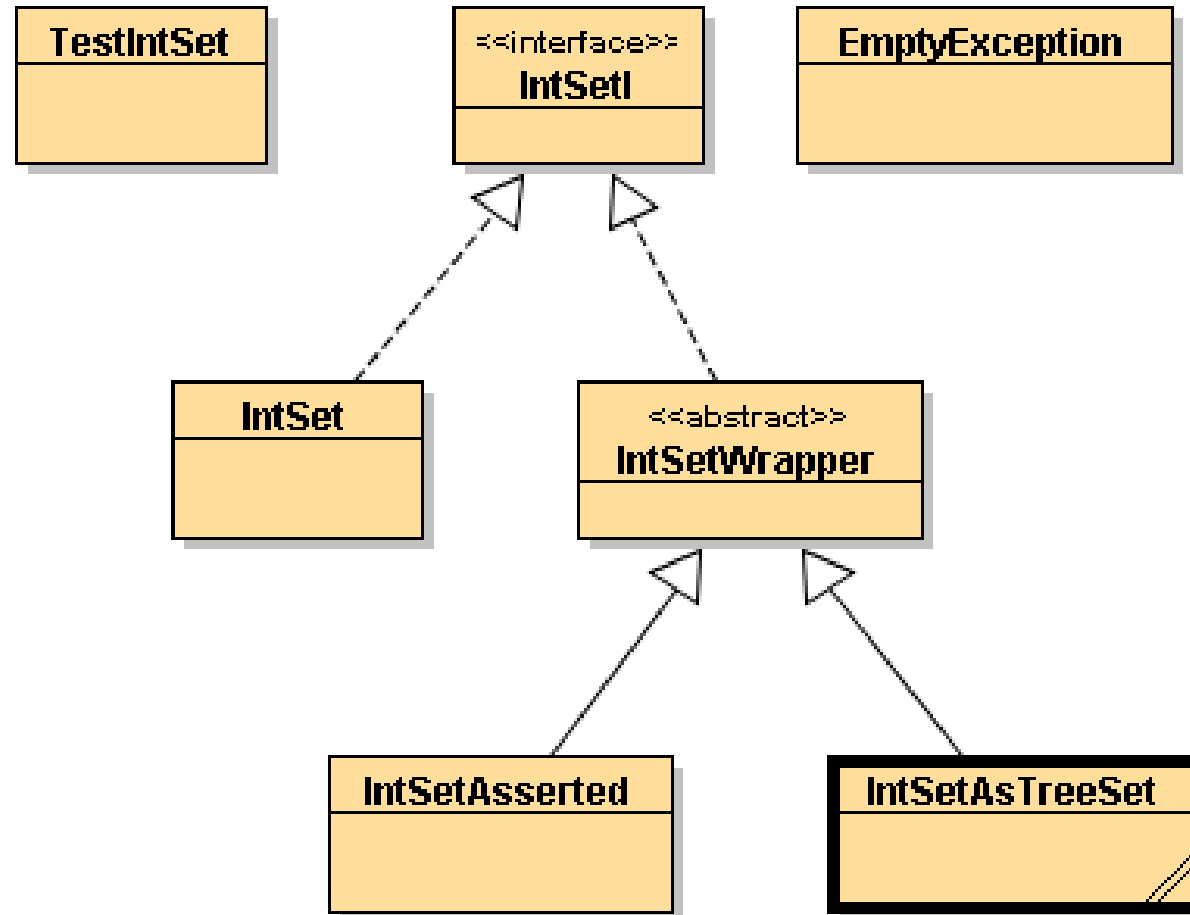 TestIntSet
<<interface>>
IntSetI
EmptyException
IntSet
<<abstract>>
IntSetWrapper
IntSetAsserted
IntSetAsTreeSet